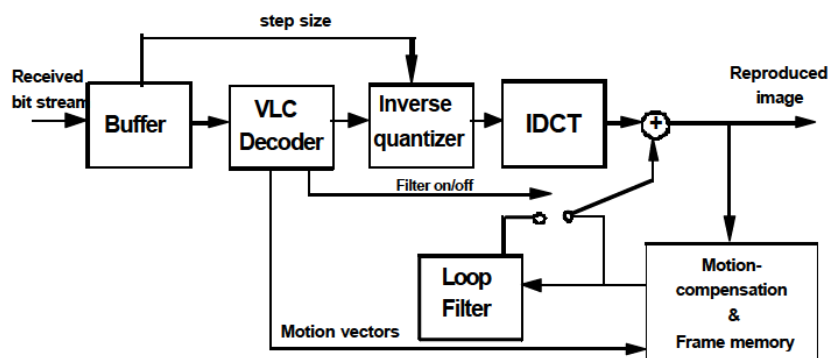 step size
Received
bit stream
Buffer
VLC
Decoder
Inverse
quantizer
IDCT
+
Reproduced
image
Filter on/off
Loop
Filter
Motion-
compensation
&
Frame memory
Motion vectors